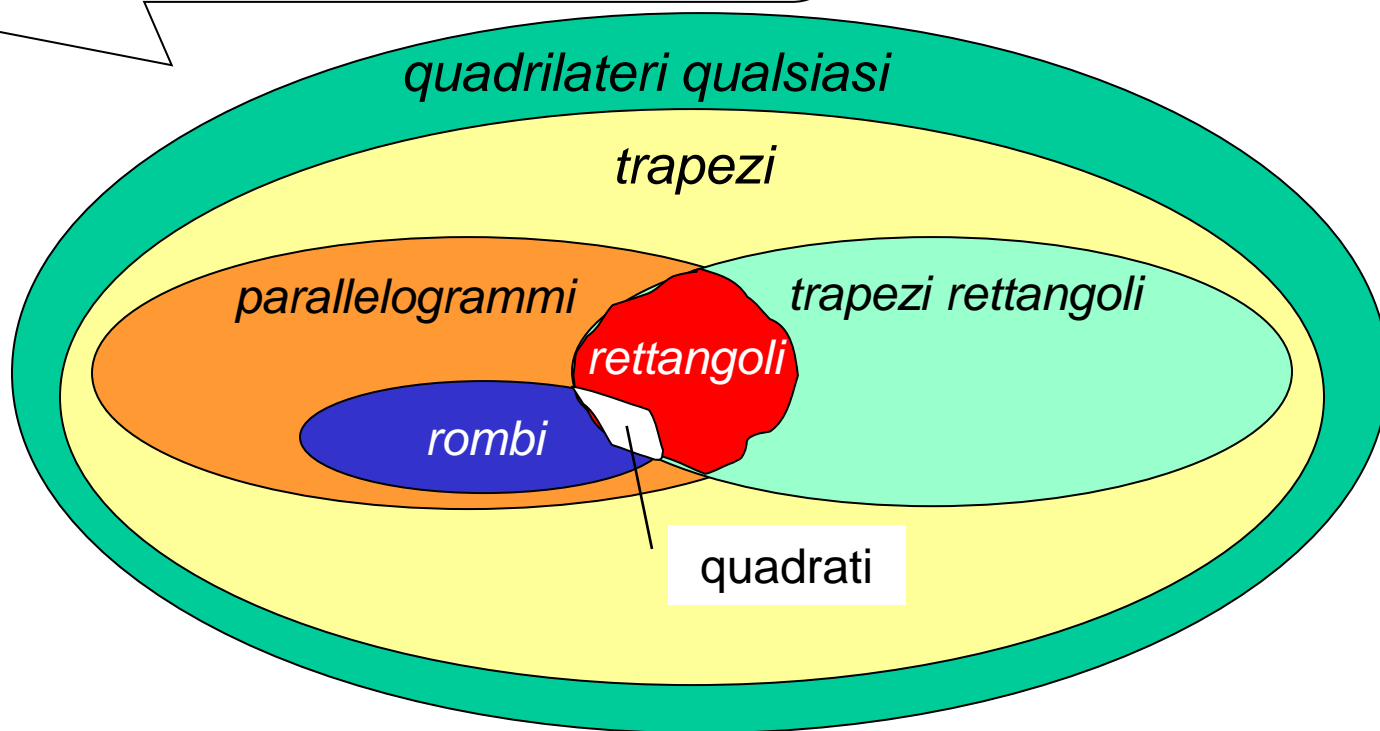 quadrilateri qualsiasi
trapezi
parallelogrammi
trapezi rettangoli
rettangoli
rombi
quadrati